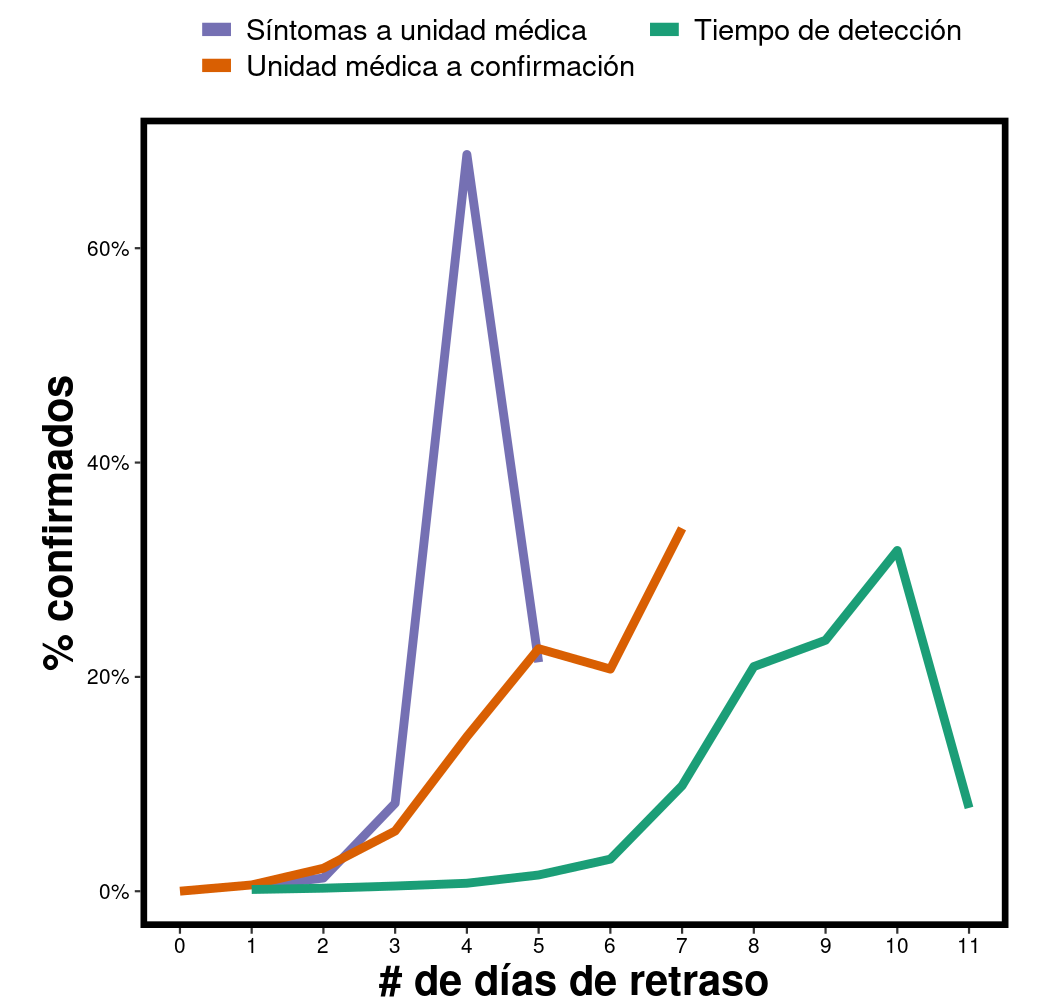 Síntomas a unidad médica
Tiempo de detección
Unidad médica a confirmación
60%
40%
20%
0%
% confirmados
0 1 2 3 4 5 6 7 8 9 10 11
# de días de retraso